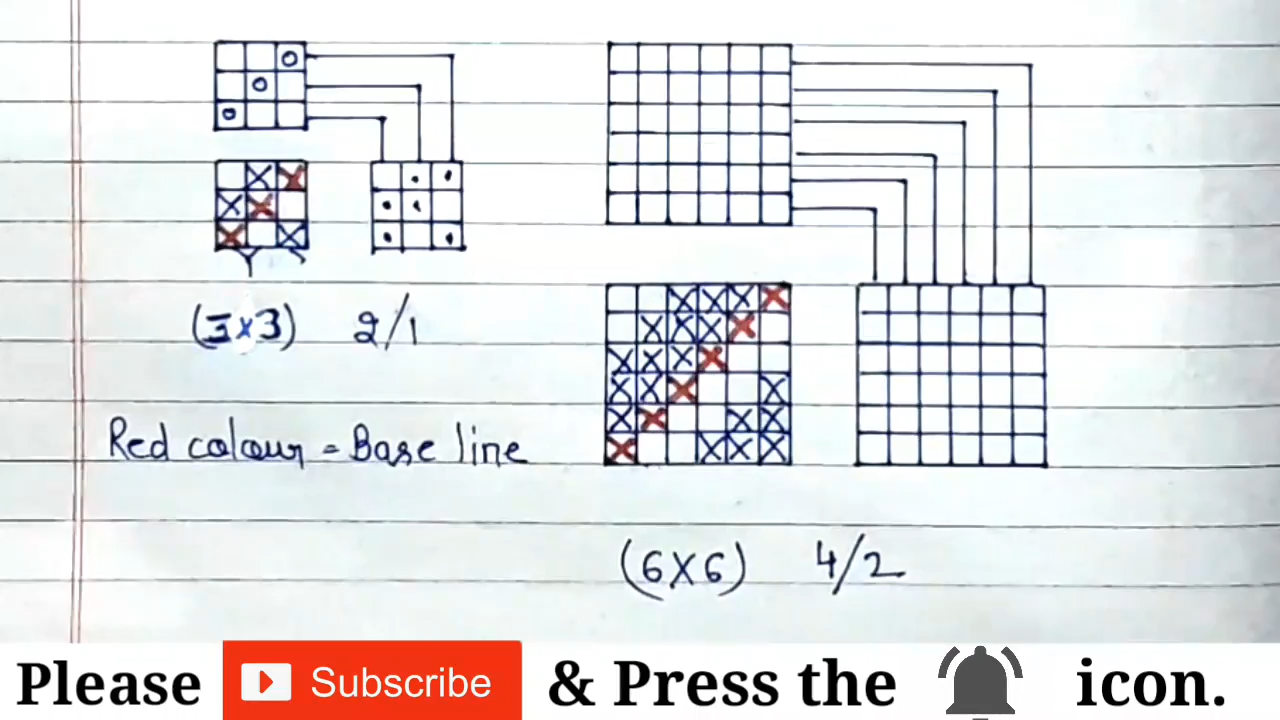 (3x3) 2/1
Red colour = Base line
(6x6) 4/2
Please Subscribe & Press the icon.